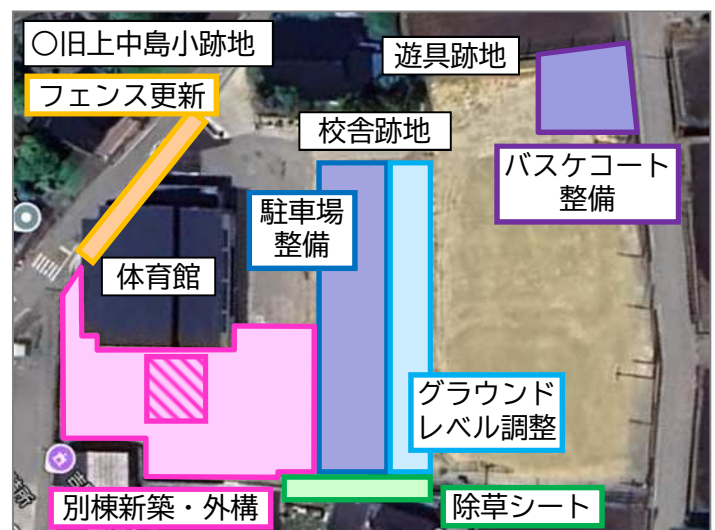 ○旧上中島小跡地
フェンス更新
遊具跡地
校舎跡地
バスケコート
整備
駐車場
整備
体育館
グラウンド
レベル調整
別棟新築・外構
除草シート